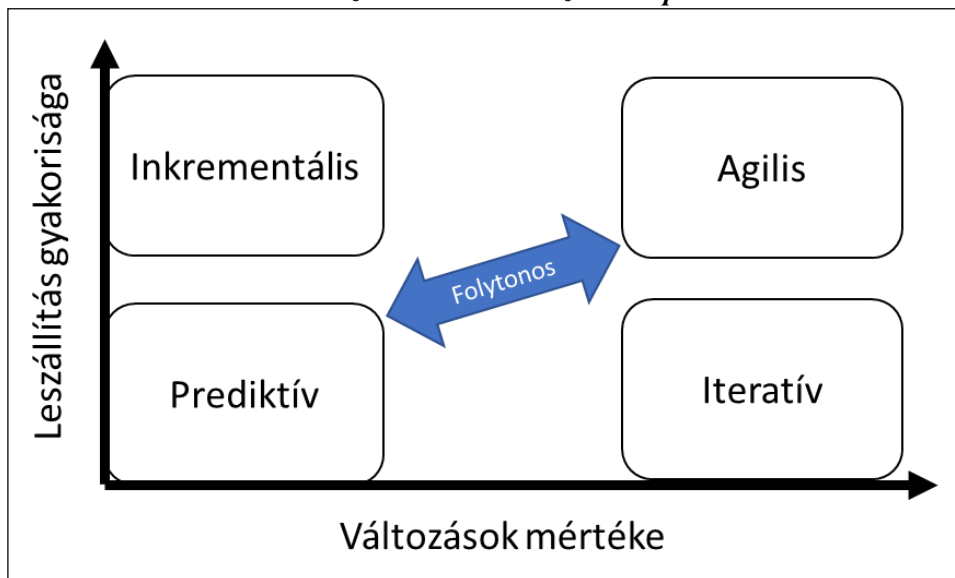 Leszállítás gyakorisága
Inkrementális
Agilis
Folytonos
Prediktív
Iteratív
Változások mértéke